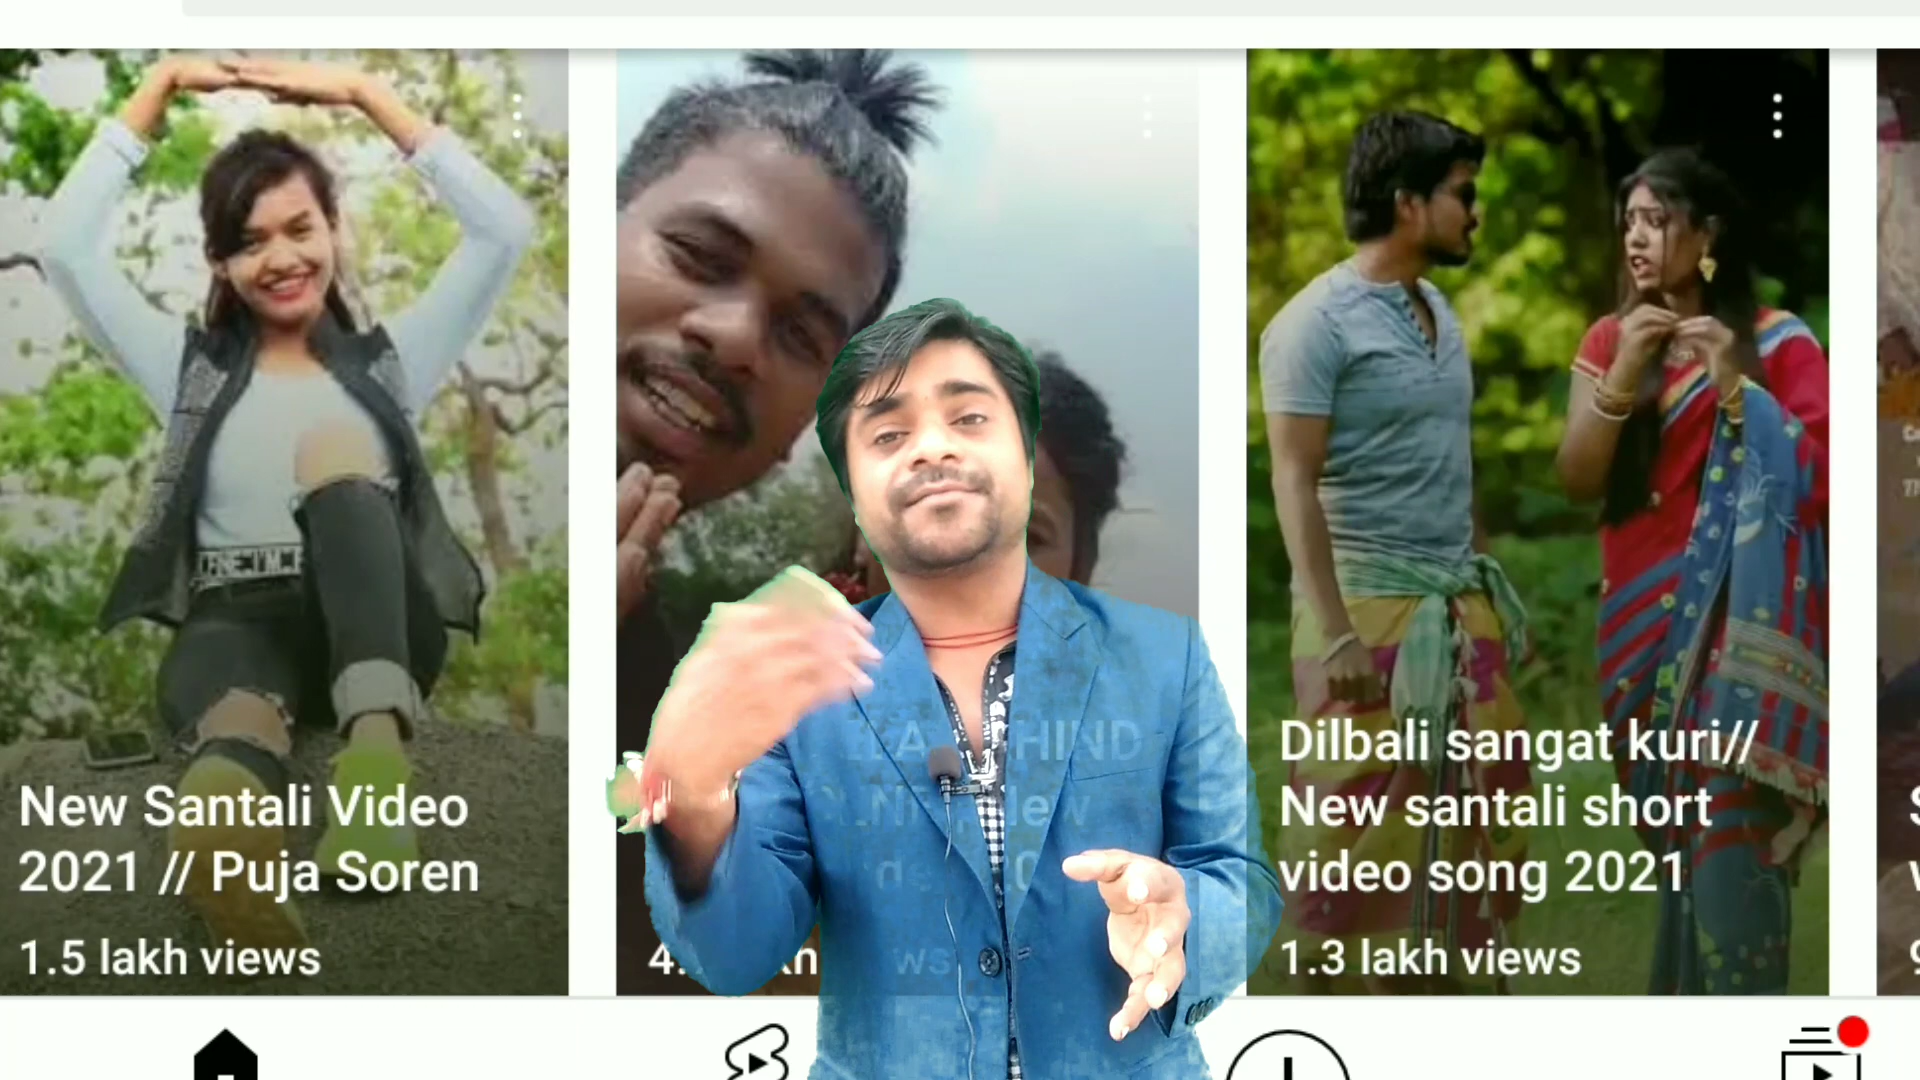 New Santali Video
2021 // Puja Soren
1.5 lakh views
HIND
Dilbali sangat kuri//
New santali short
video song 2021
1.3 lakh views